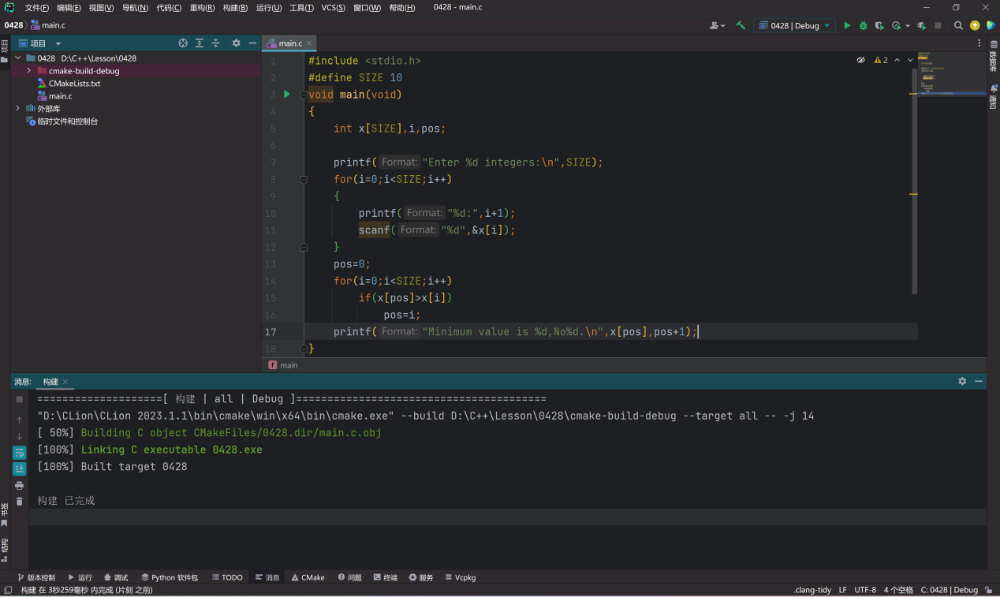 文件(F) 编辑(E) 视图(V) 导航(N) 代码(C) 重构(R) 构建(B) 运行(U) 工具(T) VCS(S) 窗口(W) 帮助(H) 0428 - main.c
0428 main.c 0428 | Debug
项目
main.c
项目
0428 D:\C++\Lesson\0428
cmake-build-debug
CMakeLists.txt
main.c
外部库
临时文件和控制台
1 #include <stdio.h>
2 #define SIZE 10
3 void main(void)
4 {
5 int x[SIZE],i,pos;
6
7 printf( Format: "Enter %d integers:\n",SIZE);
8 for(i=0;i<SIZE;i++)
9 {
10 printf( Format: "%d:",i+1);
11 scanf( Format: "%d",&x[i]);
12 }
13 pos=0;
14 for(i=0;i<SIZE;i++)
15 if(x[pos]>x[i])
16 pos=i;
17 printf( Format: "Minimum value is %d,No%d.\n",x[pos],pos+1);
18 }
2
数据库
通知
main
消息: 构建
====================[ 构建 | all | Debug ]========================================
"D:\CLion\CLion 2023.1.1\bin\cmake\win\x64\bin\cmake.exe" --build D:\C++\Lesson\0428\cmake-build-debug --target all -- -j 14
[ 50%] Building C object CMakeFiles/0428.dir/main.c.obj
[100%] Linking C executable 0428.exe
[100%] Built target 0428
构建 已完成
书签
结构
版本控制 运行 调试 Python 软件包 TODO 消息 CMake 问题 终端 服务 Vcpkg
构建 在 3秒259毫秒 内完成 (片刻 之前) .clang-tidy LF UTF-8 4 个空格 C: 0428 | Debug